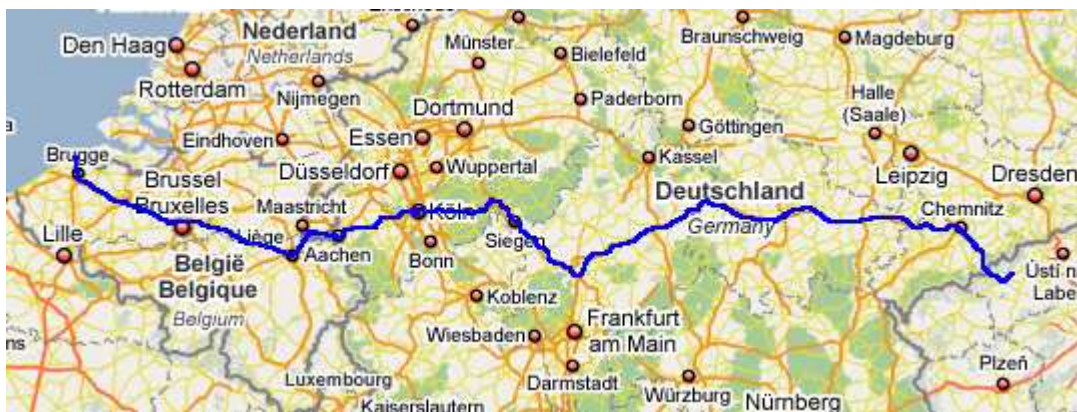 Den Haag
Nederland
Netherlands
Rotterdam
Nijmegen
Eindhoven
Münster
Bielefeld
Braunschweig
Magdeburg
Dortmund
Paderborn
Halle
(Saale)
Essen
Göttingen
Düsseldorf
Wuppertal
Kassel
Leipzig
Dresden
Brugge
Brussel
Bruxelles
Maastricht
Köln
Deutschland
Germany
Chemnitz
Lille
Liège
Aachen
Siegen
Bonn
België
Belgique
Belgium
Koblenz
Ústí n
Labe
Wiesbaden
Frankfurt
am Main
Plzeň
Luxembourg
Darmstadt
Würzburg
Nürnberg
Kaiserslautern